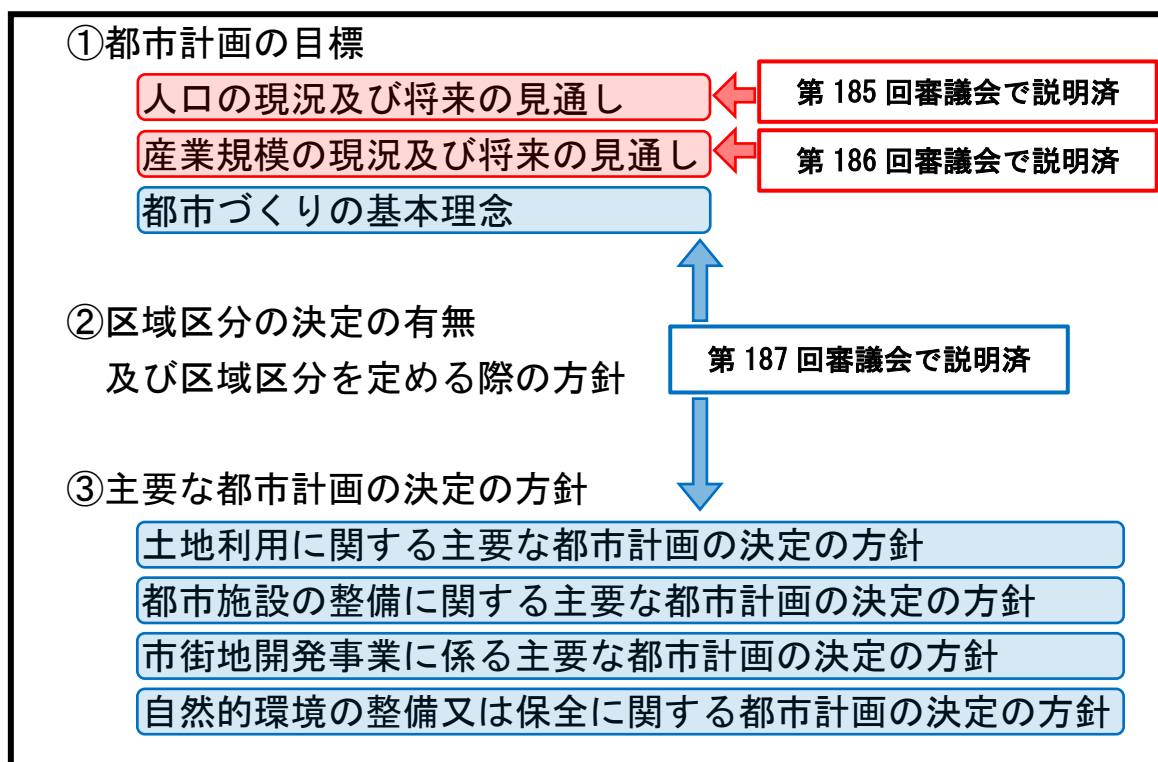 ①都市計画の目標
人口の現況及び将来の見通し
第 185 回審議会で説明済
産業規模の現況及び将来の見通し
第 186 回審議会で説明済
都市づくりの基本理念
②区域区分の決定の有無
及び区域区分を定める際の方針
第 187 回審議会で説明済
③主要な都市計画の決定の方針
土地利用に関する主要な都市計画の決定の方針
都市施設の整備に関する主要な都市計画の決定の方針
市街地開発事業に係る主要な都市計画の決定の方針
自然的環境の整備又は保全に関する都市計画の決定の方針